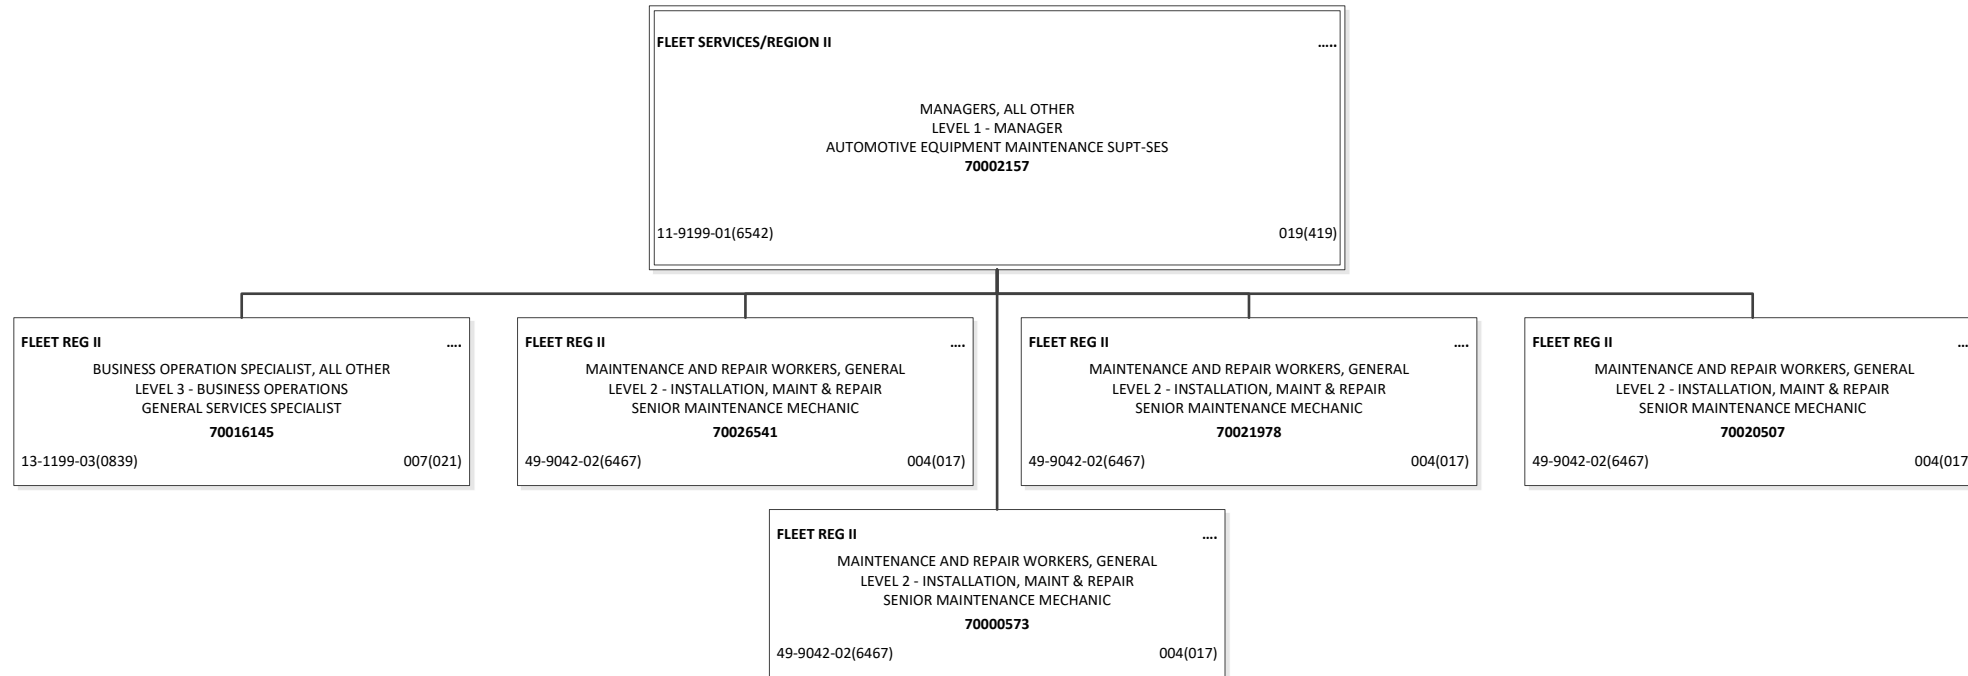 FLEET SERVICES/REGION II .....
MANAGERS, ALL OTHER
LEVEL 1 - MANAGER
AUTOMOTIVE EQUIPMENT MAINTENANCE SUPT-SES
70002157
11-9199-01(6542) 019(419)
FLEET REG II ....
BUSINESS OPERATION SPECIALIST, ALL OTHER
LEVEL 3 - BUSINESS OPERATIONS
GENERAL SERVICES SPECIALIST
70016145
13-1199-03(0839) 007(021)
FLEET REG II ....
MAINTENANCE AND REPAIR WORKERS, GENERAL
LEVEL 2 - INSTALLATION, MAINT & REPAIR
SENIOR MAINTENANCE MECHANIC
70026541
49-9042-02(6467) 004(017)
FLEET REG II ....
MAINTENANCE AND REPAIR WORKERS, GENERAL
LEVEL 2 - INSTALLATION, MAINT & REPAIR
SENIOR MAINTENANCE MECHANIC
70021978
49-9042-02(6467) 004(017)
FLEET REG II ...
MAINTENANCE AND REPAIR WORKERS, GENERAL
LEVEL 2 - INSTALLATION, MAINT & REPAIR
SENIOR MAINTENANCE MECHANIC
70020507
49-9042-02(6467) 004(017
FLEET REG II ....
MAINTENANCE AND REPAIR WORKERS, GENERAL
LEVEL 2 - INSTALLATION, MAINT & REPAIR
SENIOR MAINTENANCE MECHANIC
70000573
49-9042-02(6467) 004(017)